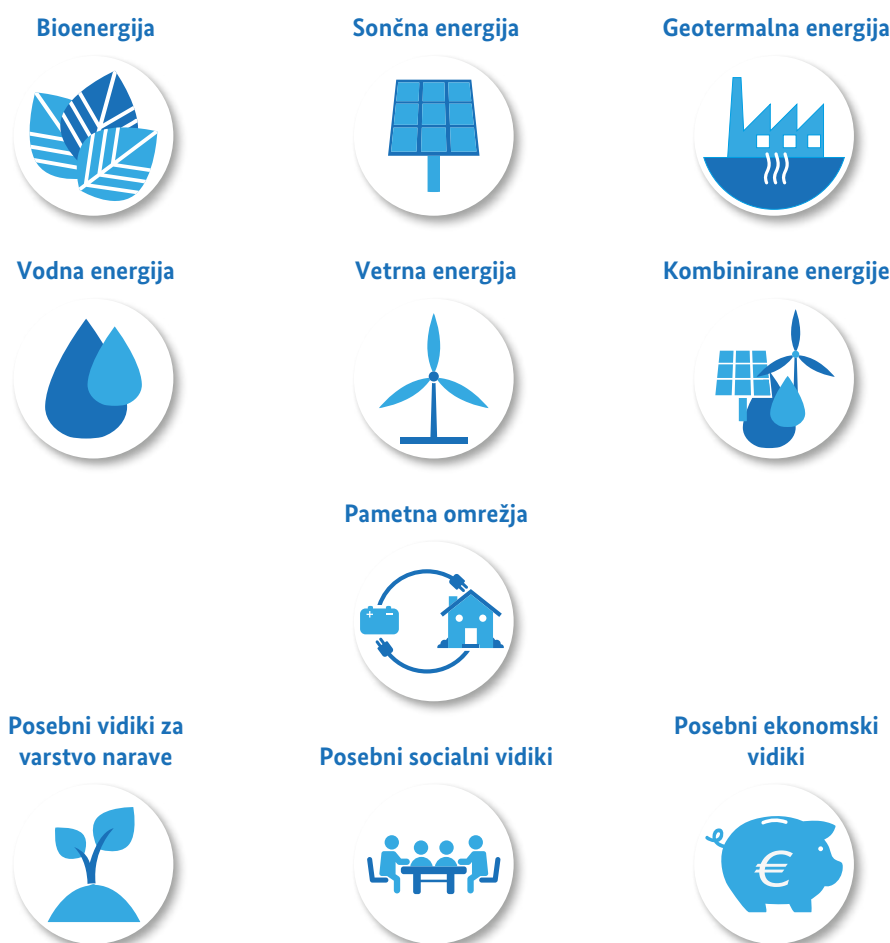 Bioenergija
Sončna energija
Geotermalna energija
Vodna energija
Vetrna energija
Kombinirane energije
Pametna omrežja
+ −
Posebni vidiki za
varstvo narave
Posebni socialni vidiki
Posebni ekonomski
vidiki
€